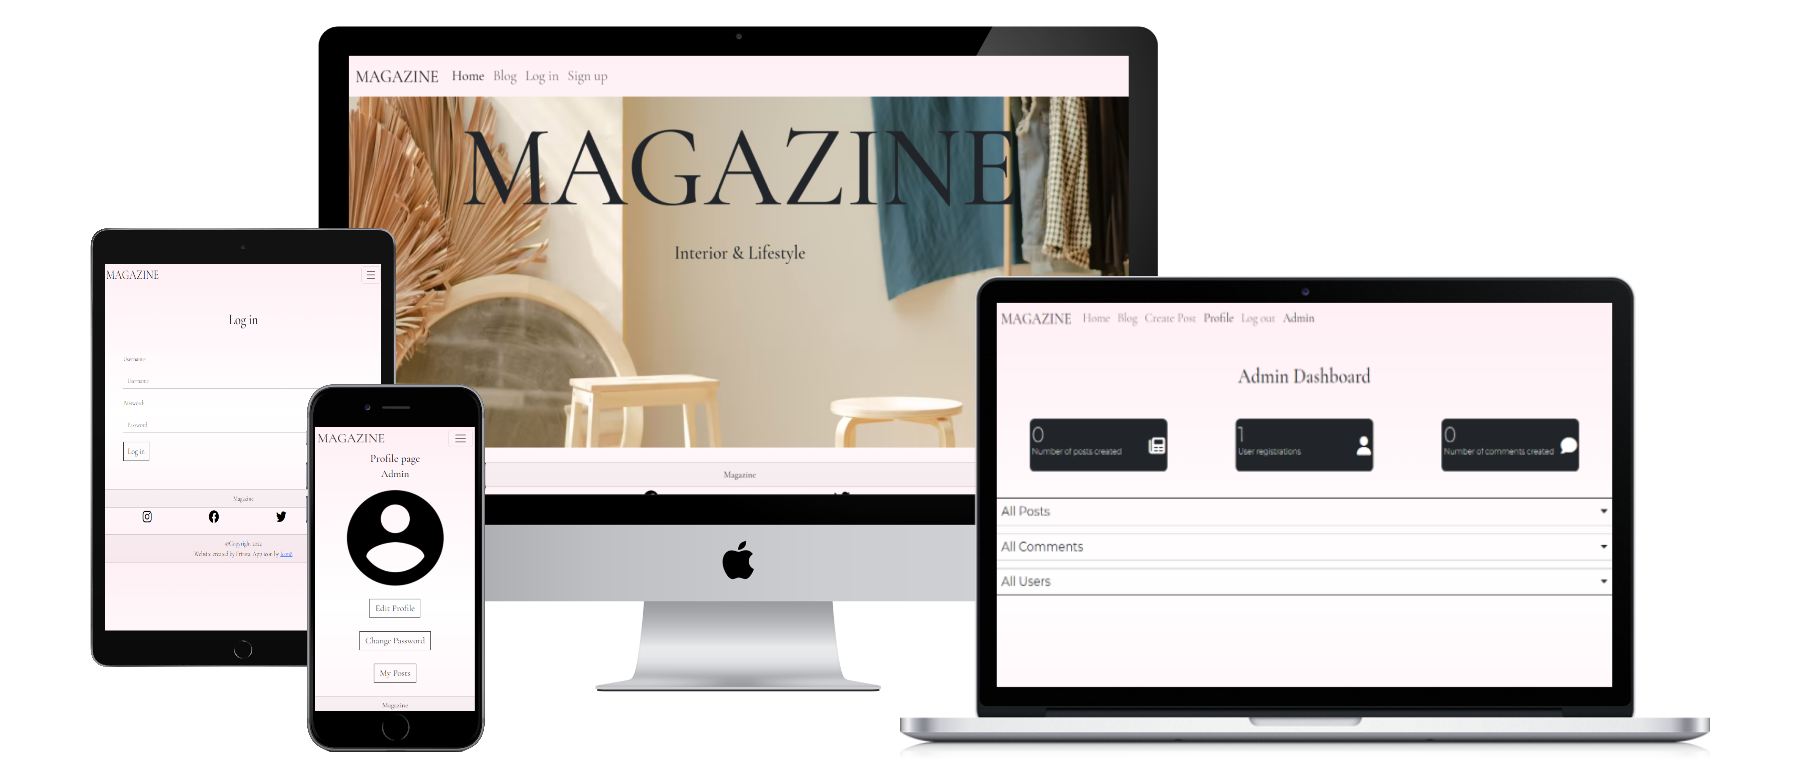 MAGAZINE Home Blog Log in Sign up
MAGAZINE
Interior & Lifestyle
Magazine
MAGAZINE
Log in
Username
Username
Password
Password
Log in
Magazine
©Copyright 2022
Website created by Friona. App icon by
MAGAZINE
Profile page
Admin
Edit Profile
Change Password
My Posts
Magazine
MAGAZINE Home Blog Create Post Profile Log out Admin
Admin Dashboard
0
Number of posts created
1
User registrations
0
Number of comments created
All Posts
All Comments
All Users